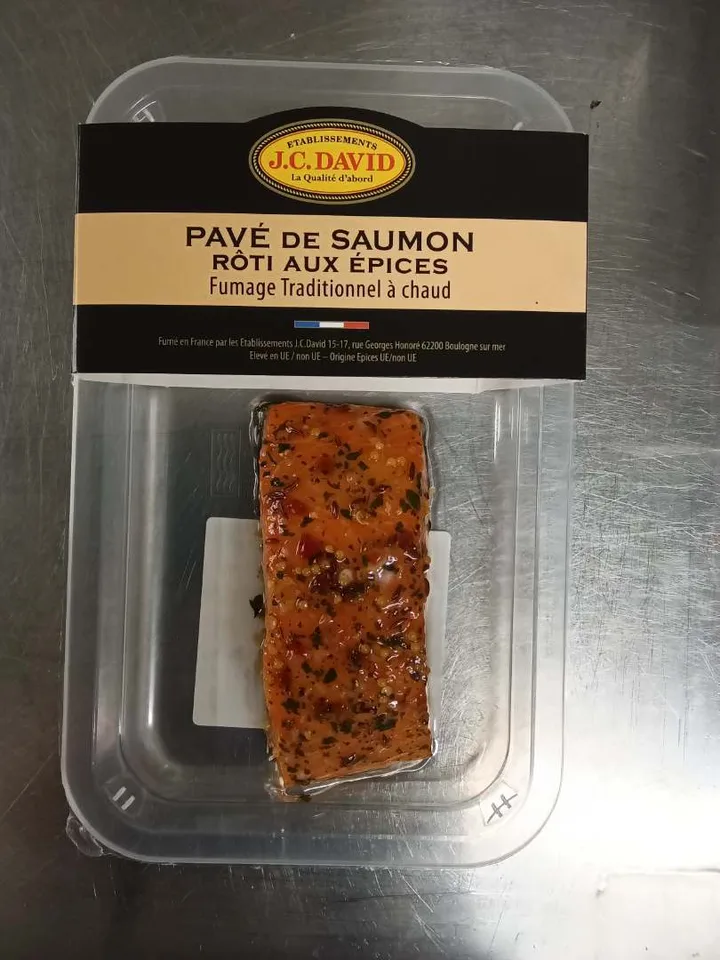 ETABLISSEMENTS
J.C. DAVID
La Qualité d'abord
PAVÉ DE SAUMON
RÔTI AUX ÉPICES
Fumage Traditionnel à chaud
Fumé en France par les Etablissements J.C.David 15-17, rue Georges Honoré 62200 Boulogne sur mer
Elevé en UE / non UE – Origine Epices UE/non UE